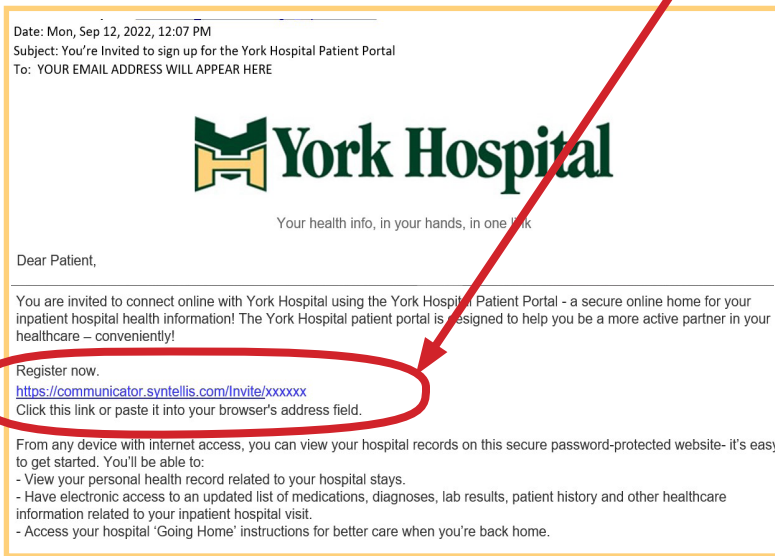 Date: Mon, Sep 12, 2022, 12:07 PM
Subject: You're Invited to sign up for the York Hospital Patient Portal
To: YOUR EMAIL ADDRESS WILL APPEAR HERE
York Hospital
Your health info, in your hands, in one link
Dear Patient,
You are invited to connect online with York Hospital using the York Hospital Patient Portal - a secure online home for your
inpatient hospital health information! The York Hospital patient portal is designed to help you be a more active partner in your
healthcare – conveniently!
Register now.
https://communicator.syntellis.com/Invite/xxxxxx
Click this link or paste it into your browser's address field.
From any device with internet access, you can view your hospital records on this secure password-protected website- it's easy
to get started. You'll be able to:
- View your personal health record related to your hospital stays.
- Have electronic access to an updated list of medications, diagnoses, lab results, patient history and other healthcare
information related to your inpatient hospital visit.
- Access your hospital 'Going Home' instructions for better care when you're back home.